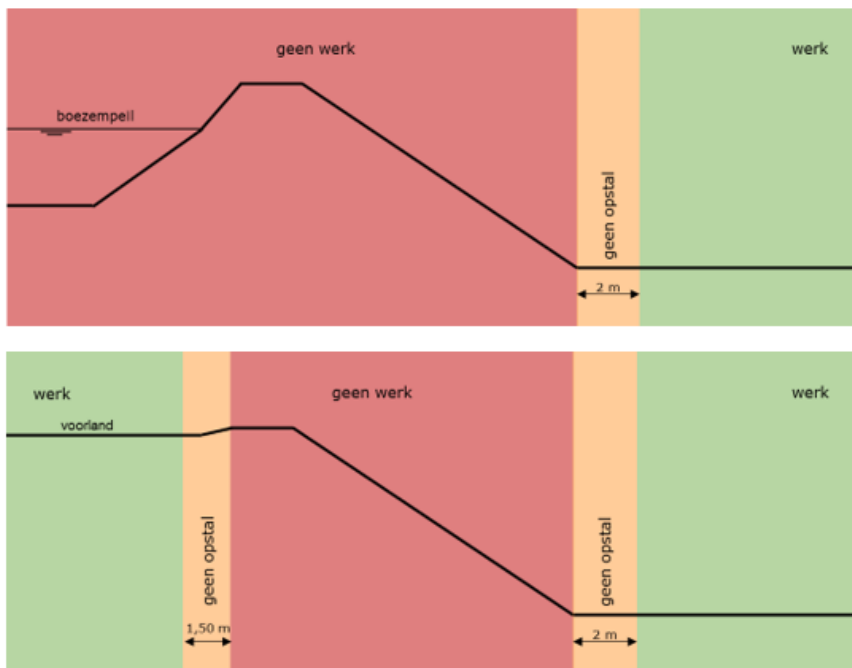 geen werk
werk
boezempeil
geen opstal
2 m
werk
geen werk
werk
voorland
geen opstal
geen opstal
1,50 m
2 m